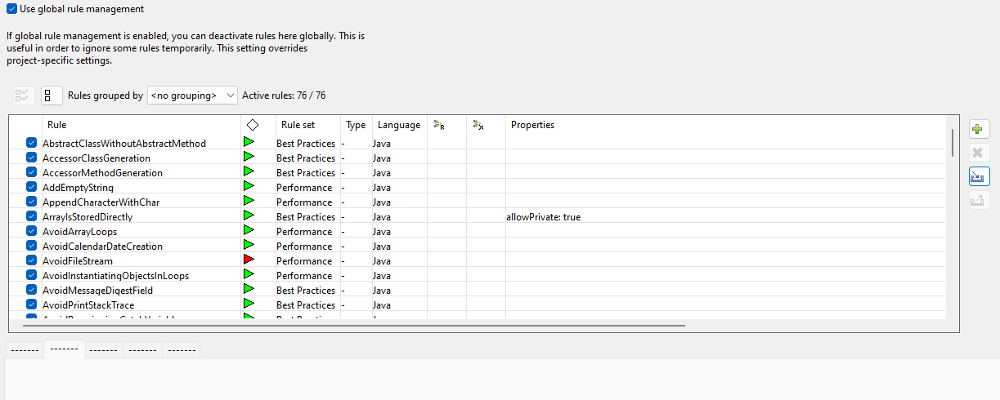 Use global rule management
If global rule management is enabled, you can deactivate rules here globally. This is
useful in order to ignore some rules temporarily. This setting overrides
project-specific settings.
Rules grouped by <no grouping> Active rules: 76 / 76
Rule Rule set Type Language R X Properties
AbstractClassWithoutAbstractMethod Best Practices - Java
AccessorClassGeneration Best Practices - Java
AccessorMethodGeneration Best Practices - Java
AddEmptyString Performance - Java
AppendCharacterWithChar Performance - Java
ArrayIsStoredDirectly Best Practices - Java allowPrivate: true
AvoidArrayLoops Performance - Java
AvoidCalendarDateCreation Performance - Java
AvoidFileStream Performance - Java
AvoidInstantiatingObjectsInLoops Performance - Java
AvoidMessageDigestField Best Practices - Java
AvoidPrintStackTrace Best Practices - Java
------- ------- ------- ------- -------